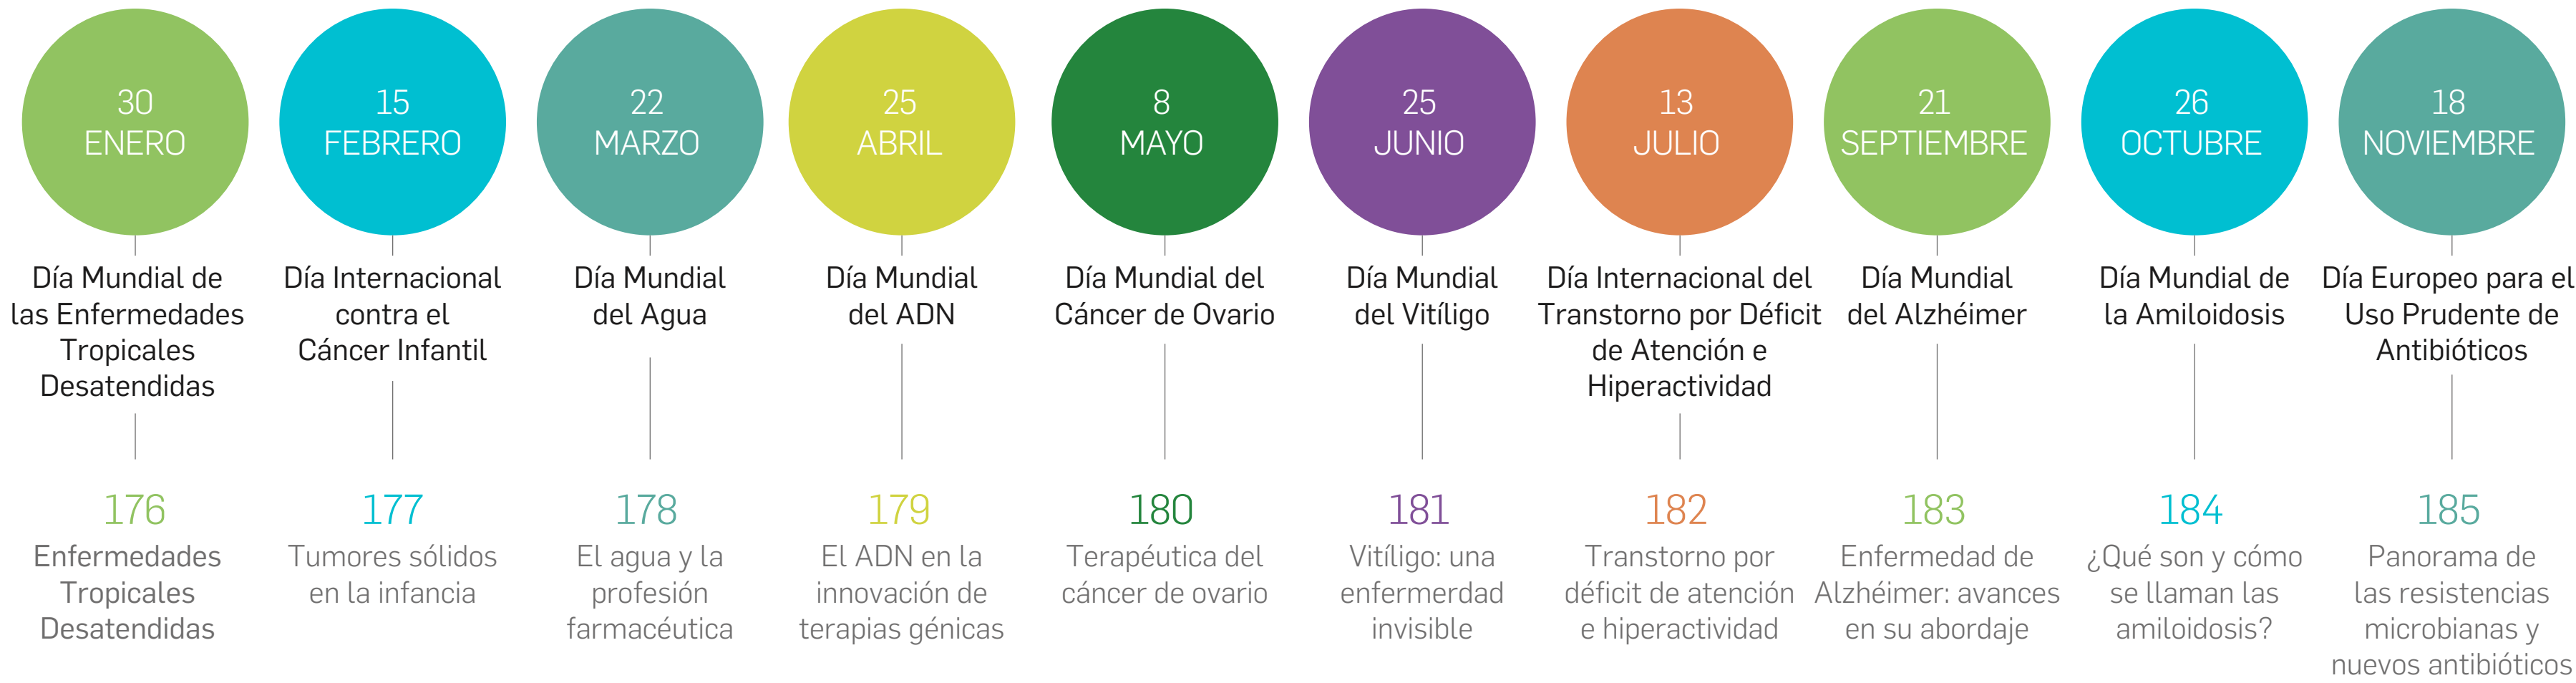 30
ENERO
Día Mundial de
las Enfermedades
Tropicales
Desatendidas
176
Enfermedades
Tropicales
Desatendidas
15
FEBRERO
Día Internacional
contra el
Cáncer Infantil
177
Tumores sólidos
en la infancia
22
MARZO
Día Mundial
del Agua
178
El agua y la
profesión
farmacéutica
25
ABRIL
Día Mundial
del ADN
179
El ADN en la
innovación de
terapias génicas
8
MAYO
Día Mundial del
Cáncer de Ovario
180
Terapéutica del
cáncer de ovario
25
JUNIO
Día Mundial
del Vitíligo
181
Vitíligo: una
enfermerdad
invisible
13
JULIO
Día Internacional del
Transtorno por Déficit
de Atención e
Hiperactividad
182
Transtorno por
déficit de atención
e hiperactividad
21
SEPTIEMBRE
Día Mundial
del Alzhéimer
183
Enfermedad de
Alzhéimer: avances
en su abordaje
26
OCTUBRE
Día Mundial de
la Amiloidosis
184
¿Qué son y cómo
se llaman las
amiloidosis?
18
NOVIEMBRE
Día Europeo para el
Uso Prudente de
Antibióticos
185
Panorama de
las resistencias
microbianas y
nuevos antibióticos